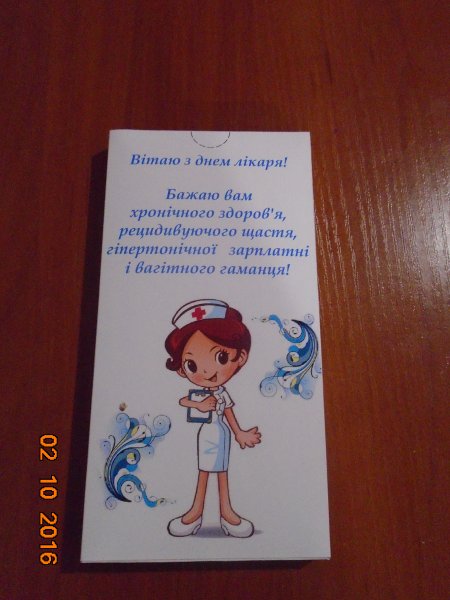 Вітаю з днем лікаря!
Бажаю вам
хронічного здоров'я,
рецидивуючого щастя,
гіпертонічної зарплатні
і вагітного гаманця!
02 10 2016